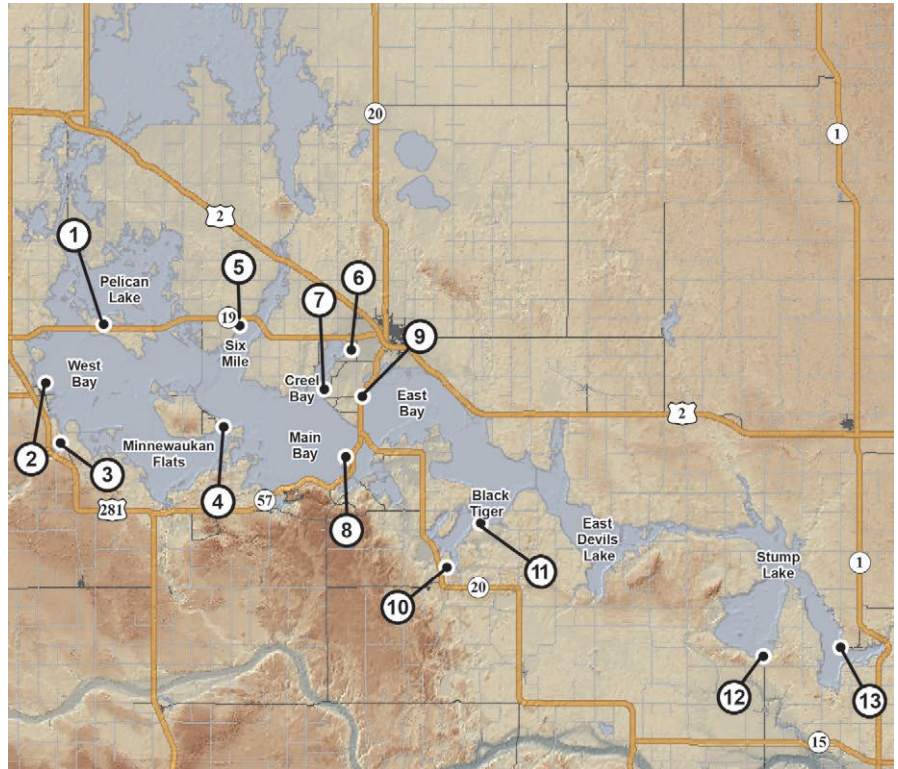 20
1
2
1
Pelican
Lake
5
6
7
19
Six
Mile
9
West
Bay
Creel
Bay
East
Bay
2
Main
Bay
Minnewaukan
Flats
2
3
4
57
281
8
Black
Tiger
East
Devils
Lake
Stump
Lake
1
11
10
20
12
13
15